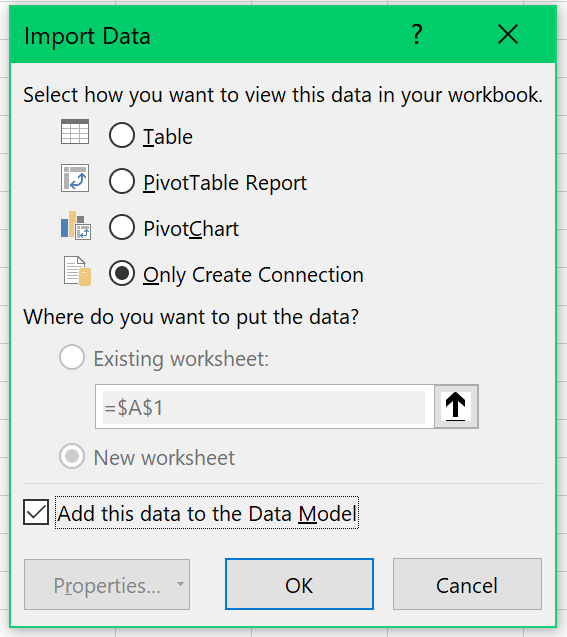 Import Data ?
Select how you want to view this data in your workbook.
Table
PivotTable Report
PivotChart
Only Create Connection
Where do you want to put the data?
Existing worksheet:
=$A$1
New worksheet
Add this data to the Data Model
Properties... OK Cancel